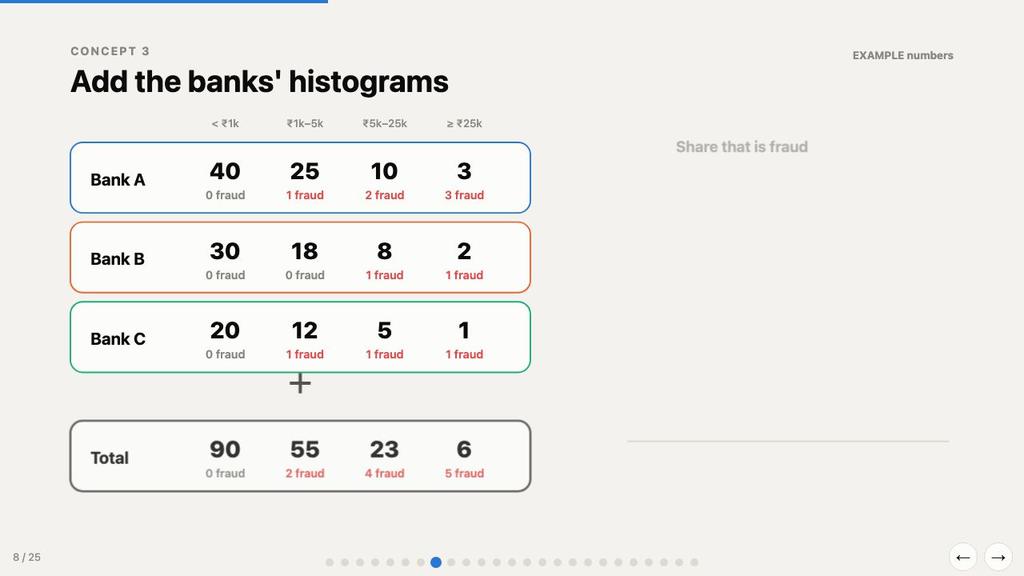 CONCEPT 3
EXAMPLE numbers
Add the banks' histograms
< ₹1k ₹1k–5k ₹5k–25k ≥ ₹25k
Share that is fraud
Bank A 40 25 10 3
0 fraud 1 fraud 2 fraud 3 fraud
Bank B 30 18 8 2
0 fraud 0 fraud 1 fraud 1 fraud
Bank C 20 12 5 1
0 fraud 1 fraud 1 fraud 1 fraud
+
Total 90 55 23 6
0 fraud 2 fraud 4 fraud 5 fraud
8 / 25
← →